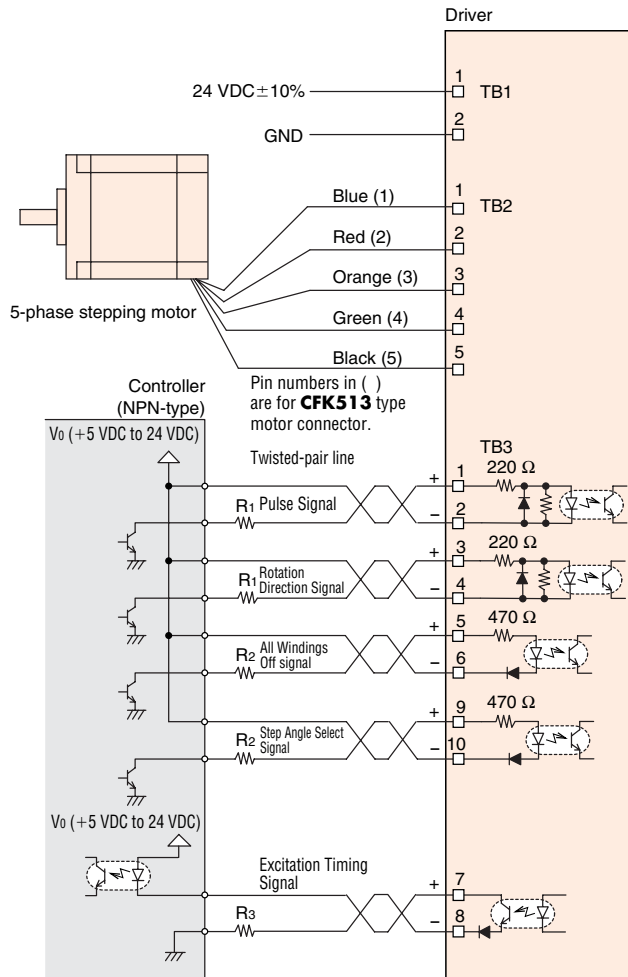 Driver
24 VDC±10%
1
TB1
GND
2
Blue (1)
1
TB2
Red (2)
2
Orange (3)
3
Green (4)
4
Black (5)
5
5-phase stepping motor
Pin numbers in ( )
are for CFK513 type
motor connector.
Controller
(NPN-type)
V0 (+5 VDC to 24 VDC)
Twisted-pair line
TB3
+
1
220 Ω
R1
Pulse Signal
−
2
+
3
220 Ω
R1
Rotation
Direction Signal
−
4
+
5
470 Ω
R2
All Windings
Off signal
−
6
+
9
470 Ω
R2
Step Angle Select
Signal
−
10
V0 (+5 VDC to 24 VDC)
Excitation Timing
Signal
+
7
R3
−
8